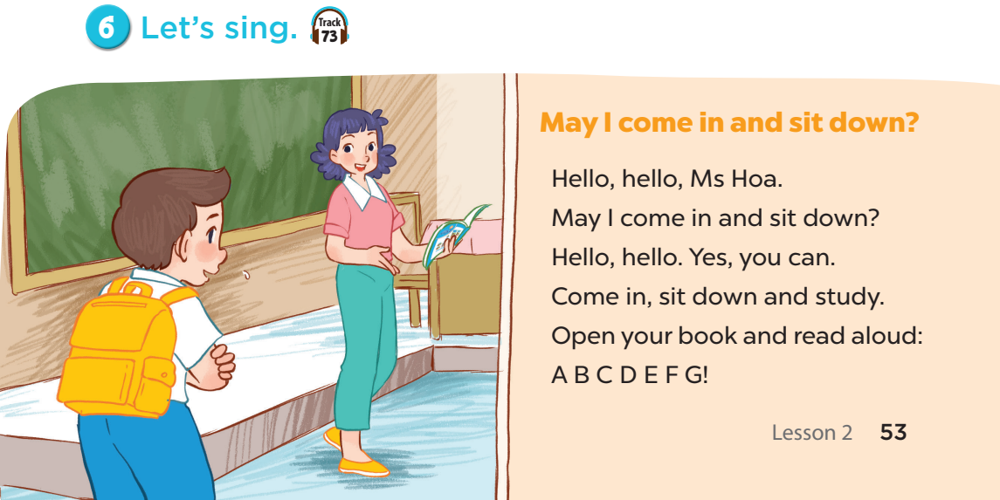 6 Let's sing. Track 73
May I come in and sit down?
Hello, hello, Ms Hoa.
May I come in and sit down?
Hello, hello. Yes, you can.
Come in, sit down and study.
Open your book and read aloud:
A B C D E F G!
Lesson 2 53